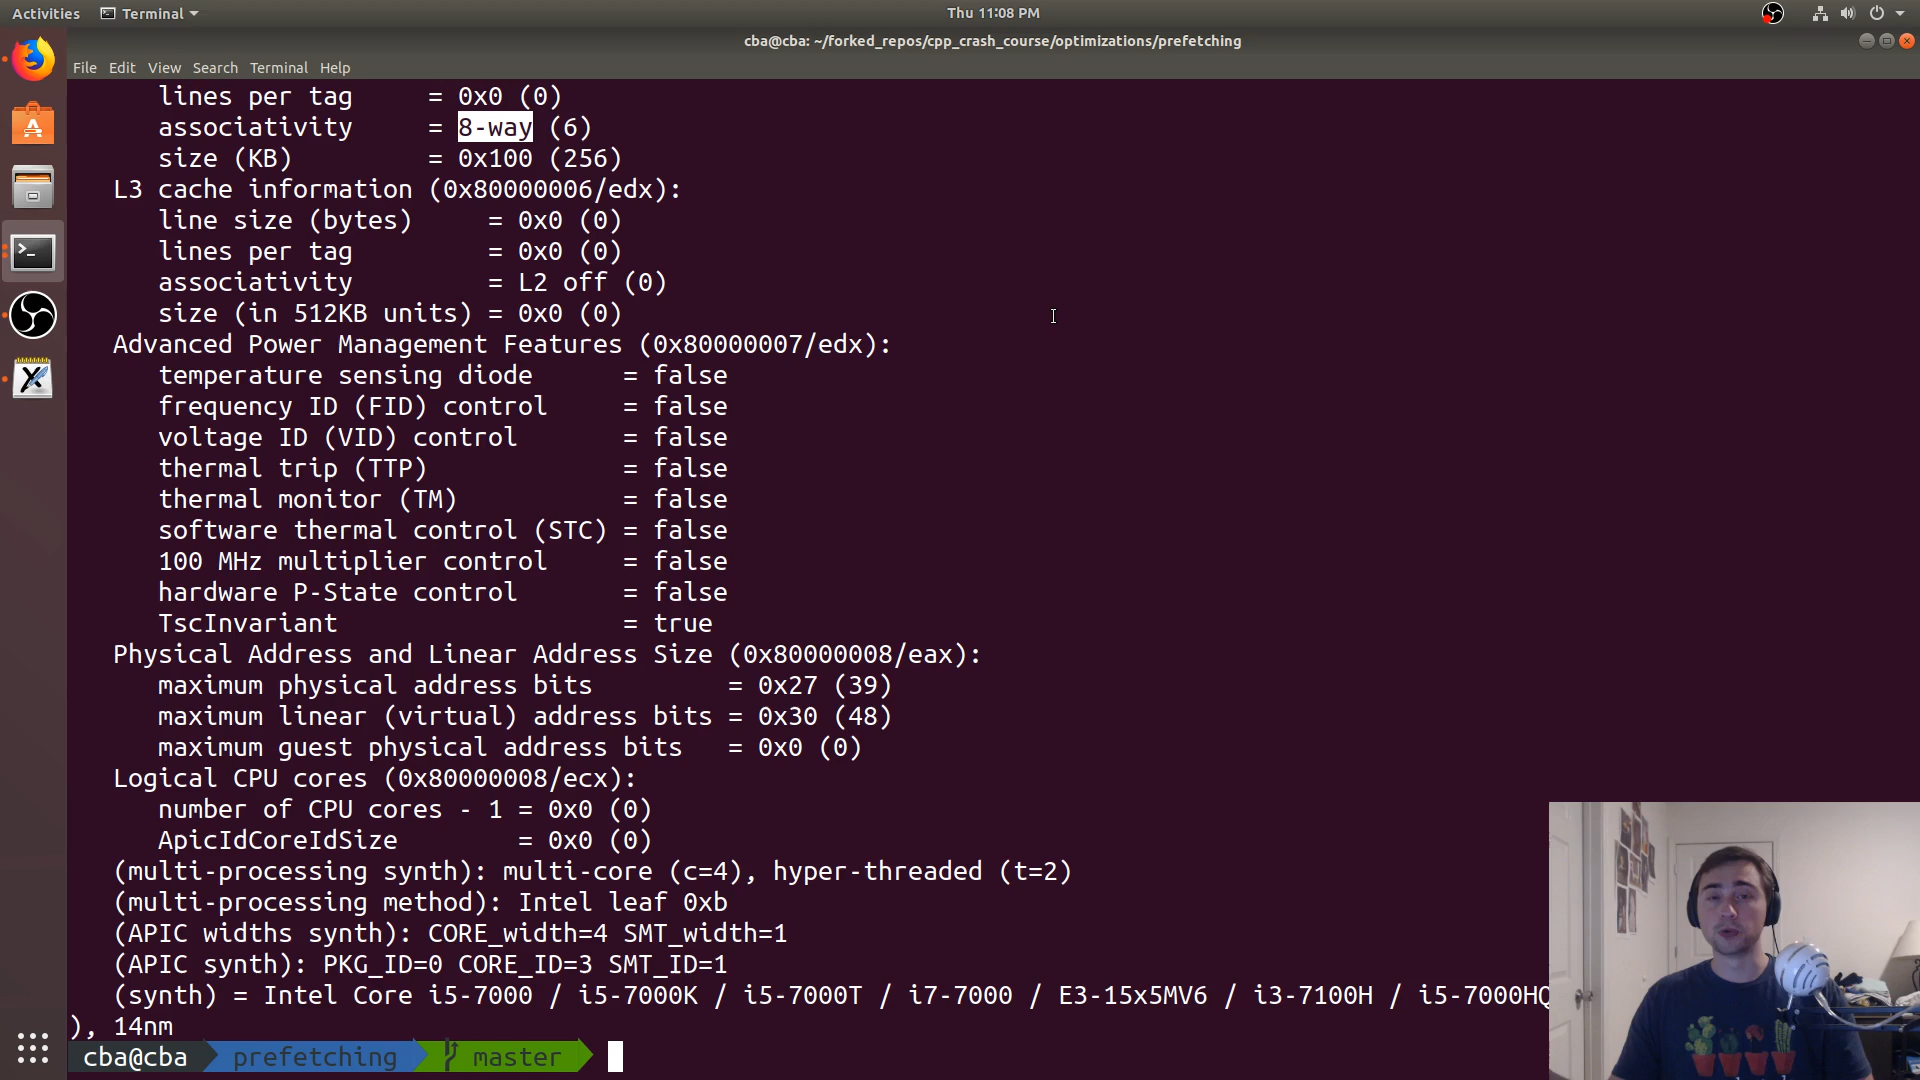 Activities Terminal Thu 11:08 PM
cba@cba: ~/forked_repos/cpp_crash_course/optimizations/prefetching
File Edit View Search Terminal Help
lines per tag = 0x0 (0)
associativity = 8-way (6)
size (KB) = 0x100 (256)
L3 cache information (0x80000006/edx):
line size (bytes) = 0x0 (0)
lines per tag = 0x0 (0)
associativity = L2 off (0)
size (in 512KB units) = 0x0 (0)
Advanced Power Management Features (0x80000007/edx):
temperature sensing diode = false
frequency ID (FID) control = false
voltage ID (VID) control = false
thermal trip (TTP) = false
thermal monitor (TM) = false
software thermal control (STC) = false
100 MHz multiplier control = false
hardware P-State control = false
TscInvariant = true
Physical Address and Linear Address Size (0x80000008/eax):
maximum physical address bits = 0x27 (39)
maximum linear (virtual) address bits = 0x30 (48)
maximum guest physical address bits = 0x0 (0)
Logical CPU cores (0x80000008/ecx):
number of CPU cores - 1 = 0x0 (0)
ApicIdCoreIdSize = 0x0 (0)
(multi-processing synth): multi-core (c=4), hyper-threaded (t=2)
(multi-processing method): Intel leaf 0xb
(APIC widths synth): CORE_width=4 SMT_width=1
(APIC synth): PKG_ID=0 CORE_ID=3 SMT_ID=1
(synth) = Intel Core i5-7000 / i5-7000K / i5-7000T / i7-7000 / E3-15x5MV6 / i3-7100H / i5-7000HQ
), 14nm
cba@cba prefetching master